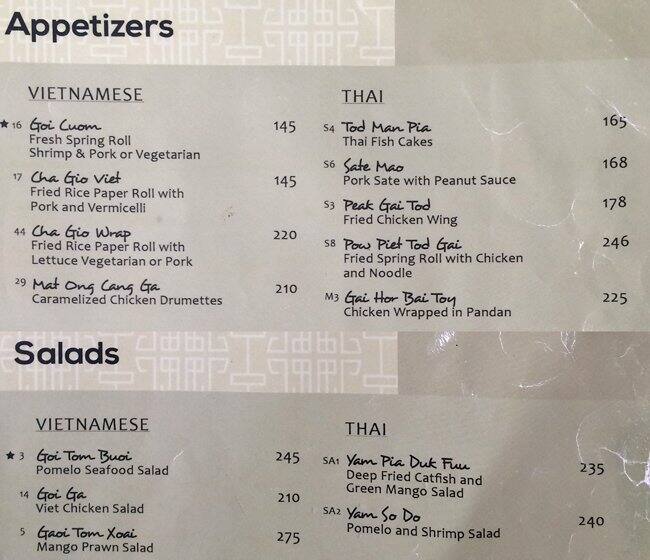 Appetizers
VIETNAMESE
★ 16 Goi Cuom 145
Fresh Spring Roll
Shrimp & Pork or Vegetarian
17 Cha Gio Viet 145
Fried Rice Paper Roll with
Pork and Vermicelli
44 Cha Gio Wrap 220
Fried Rice Paper Roll with
Lettuce Vegetarian or Pork
29 Mat Ong Cang Ga 210
Caramelized Chicken Drumettes
THAI
S4 Tod Man Pia 165
Thai Fish Cakes
S6 Sate Mao 168
Pork Sate with Peanut Sauce
S3 Peak Gai Tod 178
Fried Chicken Wing
S8 Pow Piet Tod Gai 246
Fried Spring Roll with Chicken
and Noodle
M3 Gai Hor Bai Toy 225
Chicken Wrapped in Pandan
Salads
VIETNAMESE
★ 3 Goi Tom Buoi 245
Pomelo Seafood Salad
14 Goi Ga 210
Viet Chicken Salad
5 Gaoi Tom Xoai 275
Mango Prawn Salad
THAI
SA1 Yam Pia Duk Fuu 235
Deep Fried Catfish and
Green Mango Salad
SA2 Yam So Do 240
Pomelo and Shrimp Salad